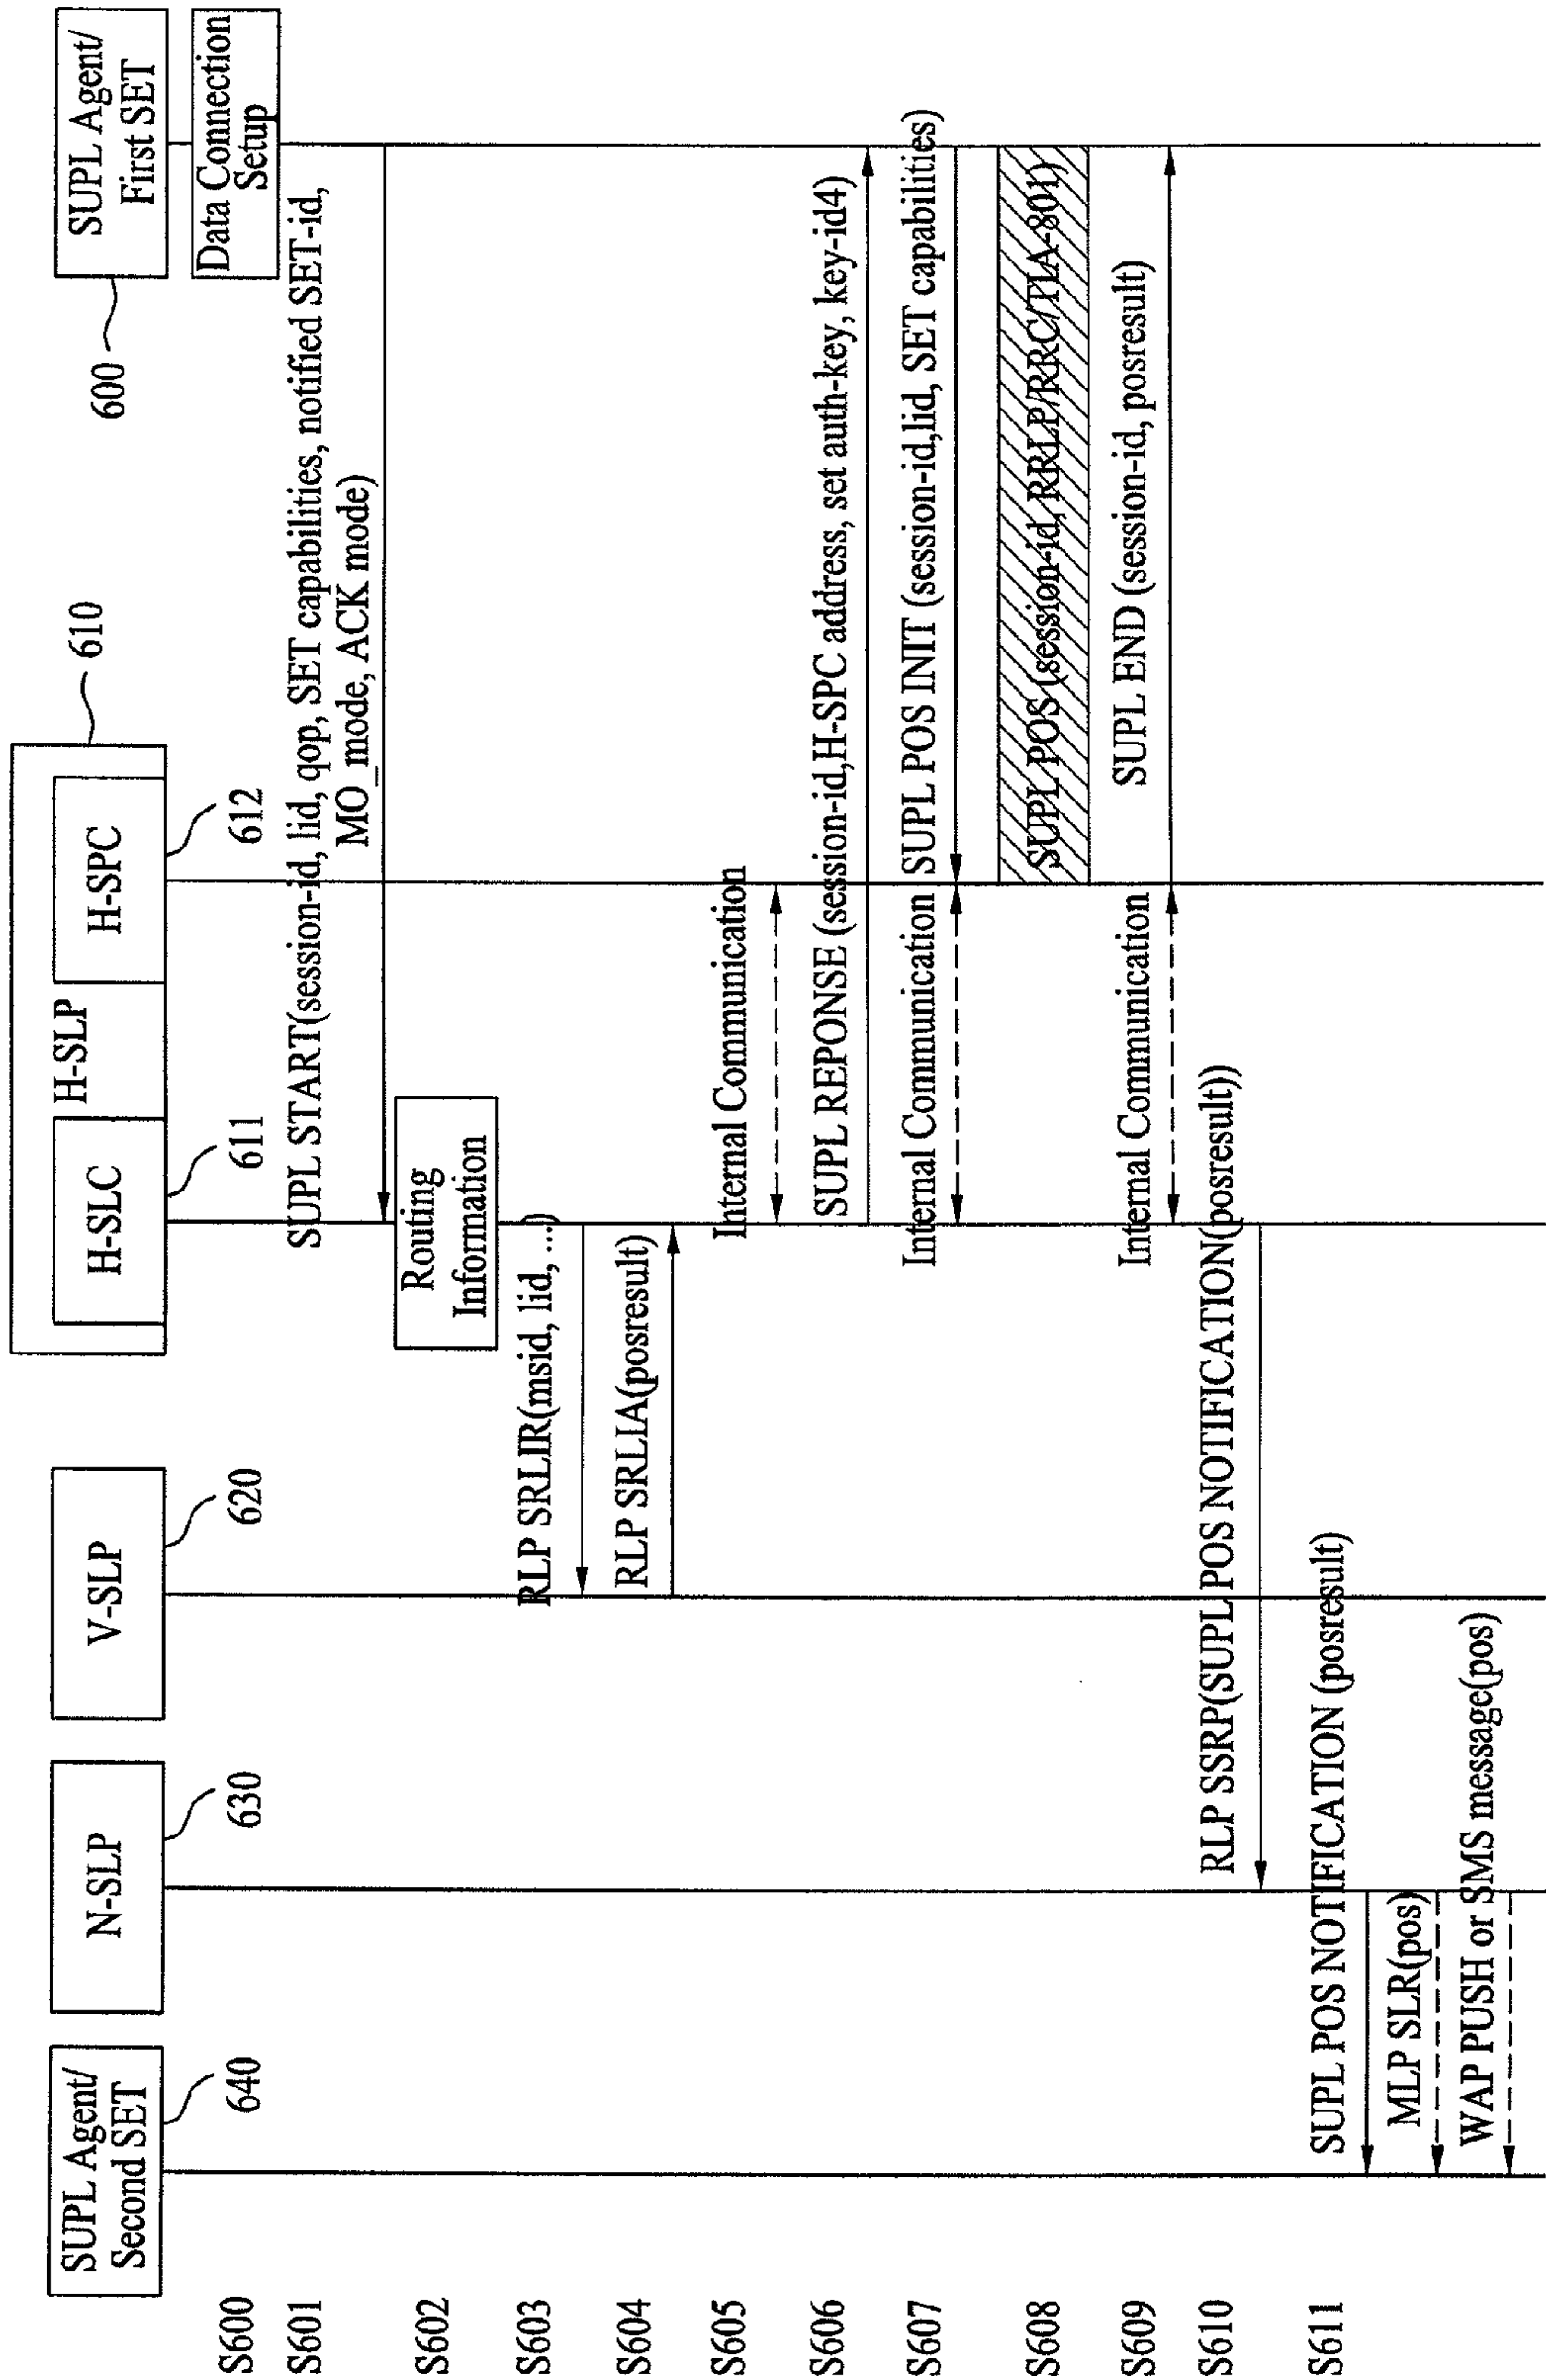 SUPL Agent/
Second SET
640
N-SLP
630
V-SLP
620
H-SLC
611
H-SLP
H-SPC
612
610
SUPL Agent/
First SET
600
S600
Data Connection
Setup
S601
SUPL START(session-id, lid, qop, SET capabilities, notified SET-id,
MO_mode, ACK mode)
S602
Routing
Information
S603
RLP SRLIR(msid, lid, ...)
S604
RLP SRLIA(posresult)
S605
Internal Communication
S606
SUPL REPONSE (session-id,H-SPC address, set auth-key, key-id4)
S607
Internal Communication
SUPL POS INIT (session-id,lid, SET capabilities)
S608
SUPL POS (session-id, RRLP/RRC/TIA-801)
S609
Internal Communication
SUPL END (session-id, posresult)
S610
RLP SSRP(SUPL POS NOTIFICATION(posresult))
S611
SUPL POS NOTIFICATION (posresult)
MLP SLR(pos)
WAP PUSH or SMS message(pos)